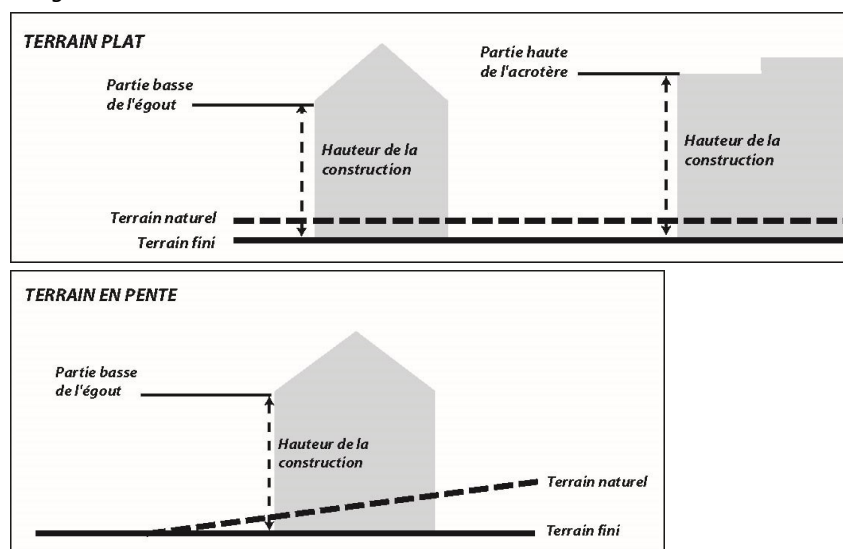 TERRAIN PLAT
Partie basse
de l'égout
Partie haute
de l'acrotère
Hauteur de la
construction
Hauteur de la
construction
Terrain naturel
Terrain fini
TERRAIN EN PENTE
Partie basse
de l'égout
Hauteur de la
construction
Terrain naturel
Terrain fini